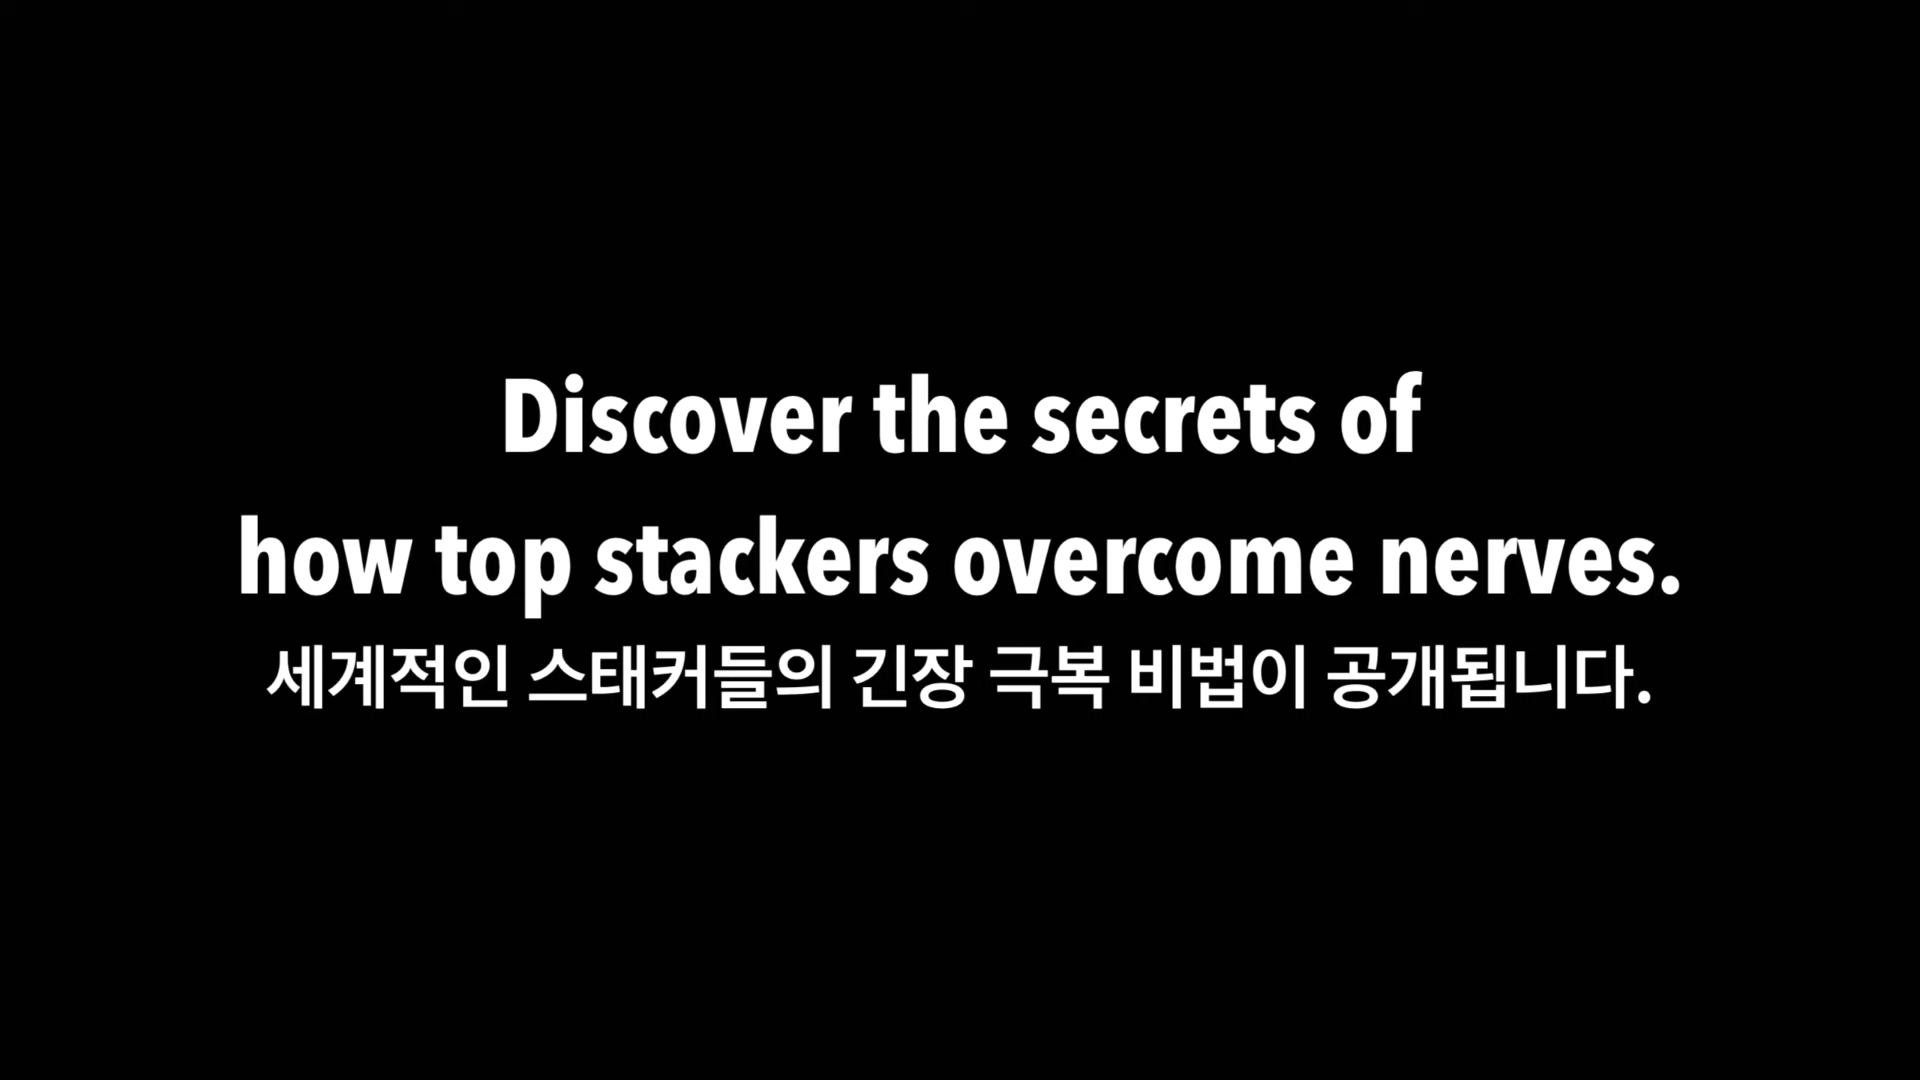 Discover the secrets of
how top stackers overcome nerves.
세계적인 스태커들의 긴장 극복 비법이 공개됩니다.